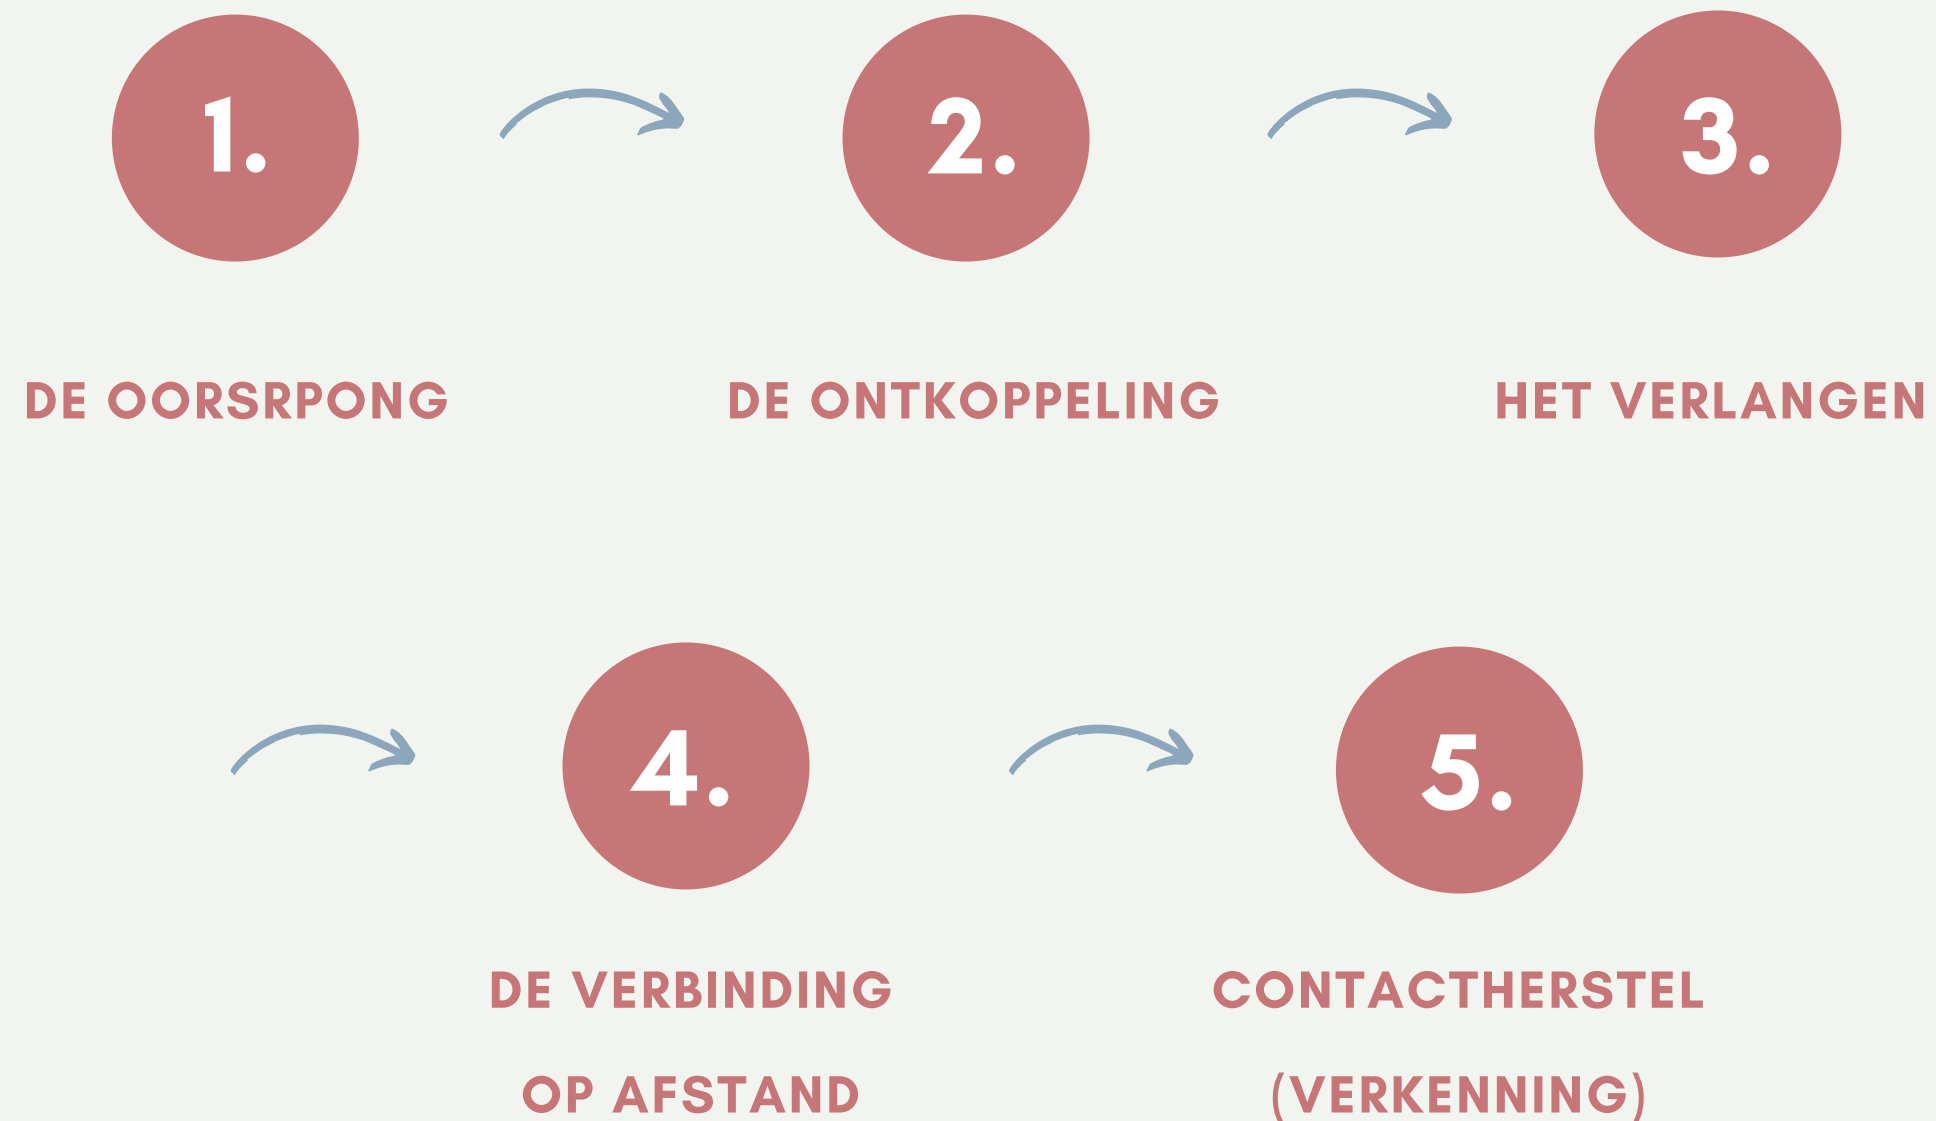 1.
2.
3.
DE OORSRPONG
DE ONTKOPPELING
HET VERLANGEN
4.
5.
DE VERBINDING
OP AFSTAND
CONTACTHERSTEL
(VERKENNING)